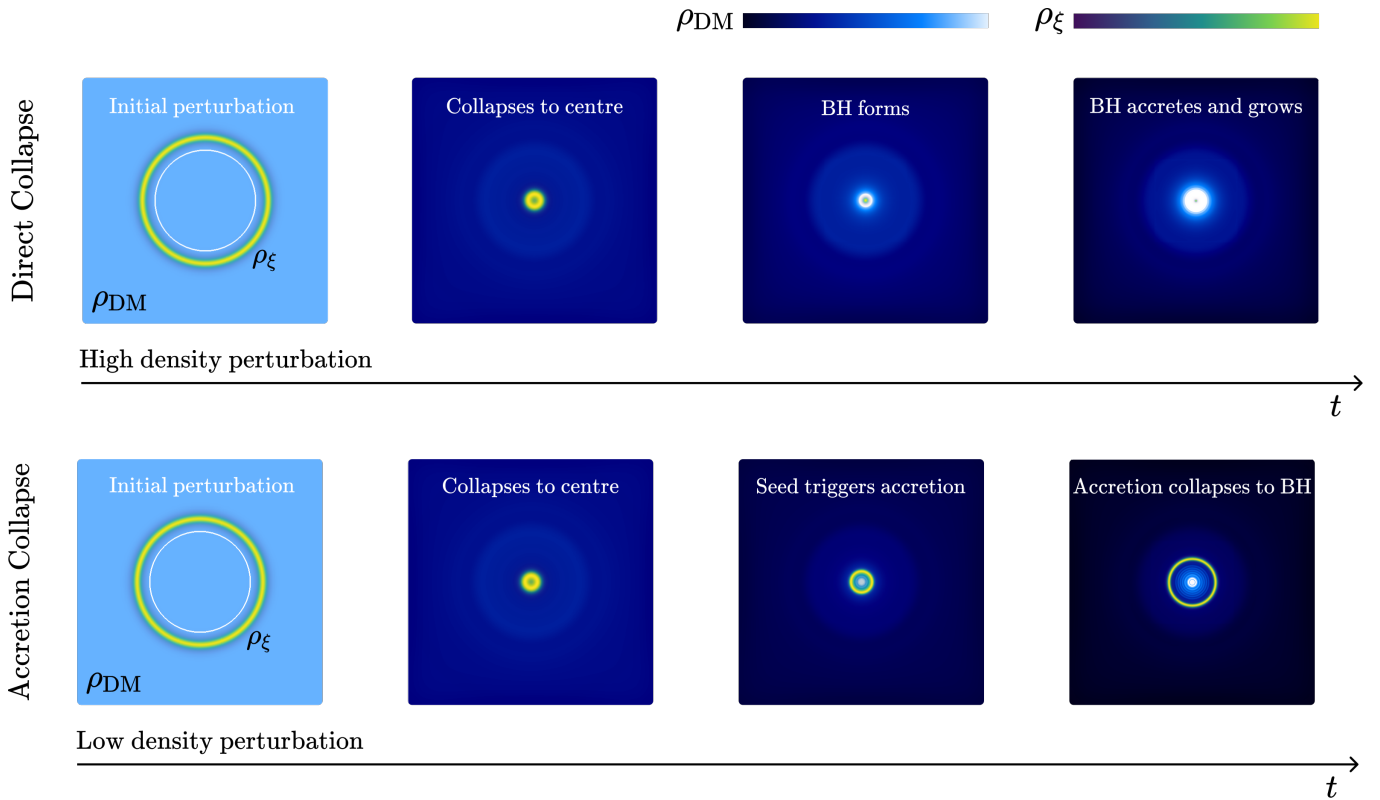 ρDM
ρξ
Direct Collapse
Initial perturbation
Collapses to centre
BH forms
BH accretes and grows
ρξ
ρDM
High density perturbation
t
Accretion Collapse
Initial perturbation
Collapses to centre
Seed triggers accretion
Accretion collapses to BH
ρξ
ρDM
Low density perturbation
t